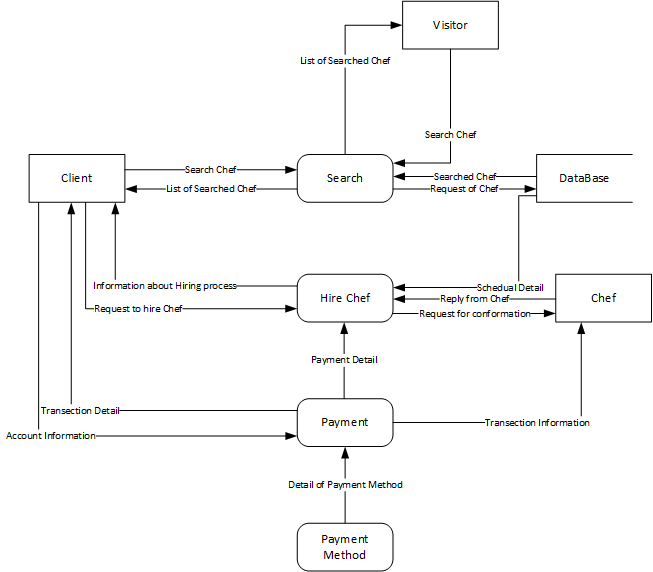 Visitor
List of Searched Chef
Search Chef
Client
Search Chef
List of Searched Chef
Search
Searched Chef
Request of Chef
DataBase
Information about Hiring process
Request to hire Chef
Hire Chef
Schedual Detail
Reply from Chef
Request for conformation
Chef
Payment Detail
Transection Detail
Account Information
Payment
Transection Information
Detail of Payment Method
Payment
Method